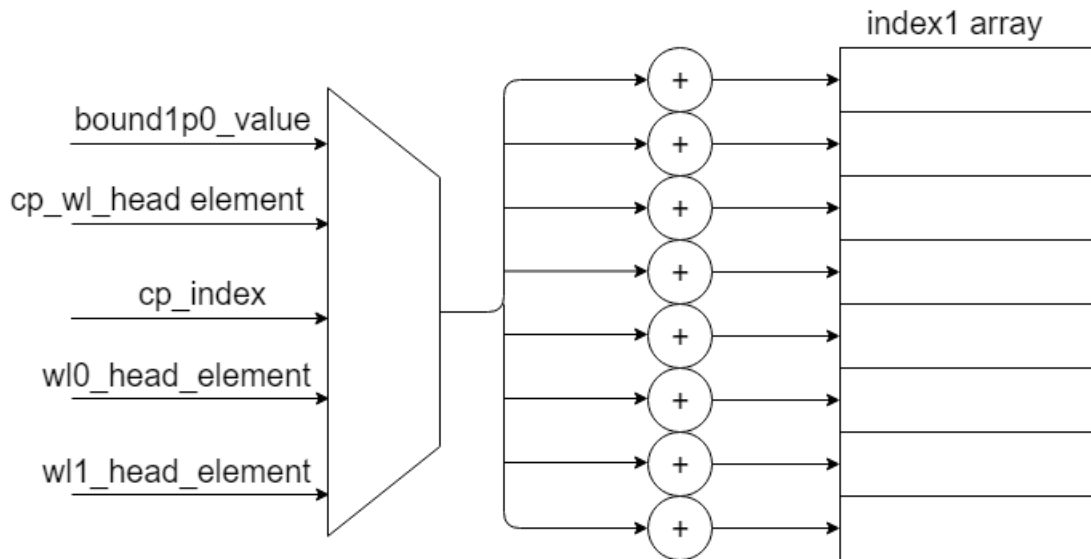 index1 array
bound1p0_value
cp_wl_head element
cp_index
wl0_head_element
wl1_head_element
+
+
+
+
+
+
+
+